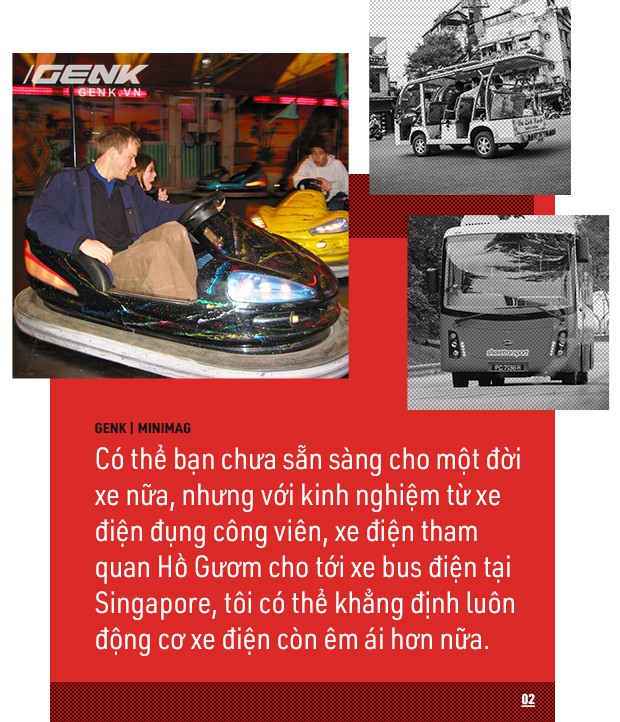 GENK
GENK.VN
sharetransport
PC7136R
GENK | MINIMAG
Có thể bạn chưa sẵn sàng cho một đời
xe nữa, nhưng với kinh nghiệm từ xe
điện đụng công viên, xe điện tham
quan Hồ Gươm cho tới xe bus điện tại
Singapore, tôi có thể khẳng định luôn
động cơ xe điện còn êm ái hơn nữa.
02